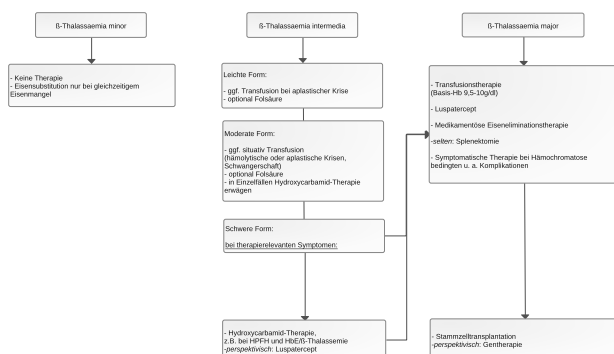 ß-Thalassaemia minor
- Keine Therapie
- Eisensubstitution nur bei gleichzeitigem
Eisenmangel
ß-Thalassaemia intermedia
Leichte Form:
- ggf. Transfusion bei aplastischer Krise
- optional Folsäure
Moderate Form:
- ggf. situativ Transfusion
(hämolytische oder aplastische Krisen,
Schwangerschaft)
- optional Folsäure
- in Einzelfällen Hydroxycarbamid-Therapie
erwägen
Schwere Form:
bei therapierelevanten Symptomen:
- Hydroxycarbamid-Therapie,
z.B. bei HPFH und HbE/ß-Thalassemie
-perspektivisch: Luspatercept
ß-Thalassaemia major
- Transfusionstherapie
(Basis-Hb 9,5-10g/dl)
- Luspatercept
- Medikamentöse Eiseneliminationstherapie
-selten: Splenektomie
- Symptomatische Therapie bei Hämochromatose
bedingten u. a. Komplikationen
- Stammzelltransplantation
-perspektivisch: Gentherapie